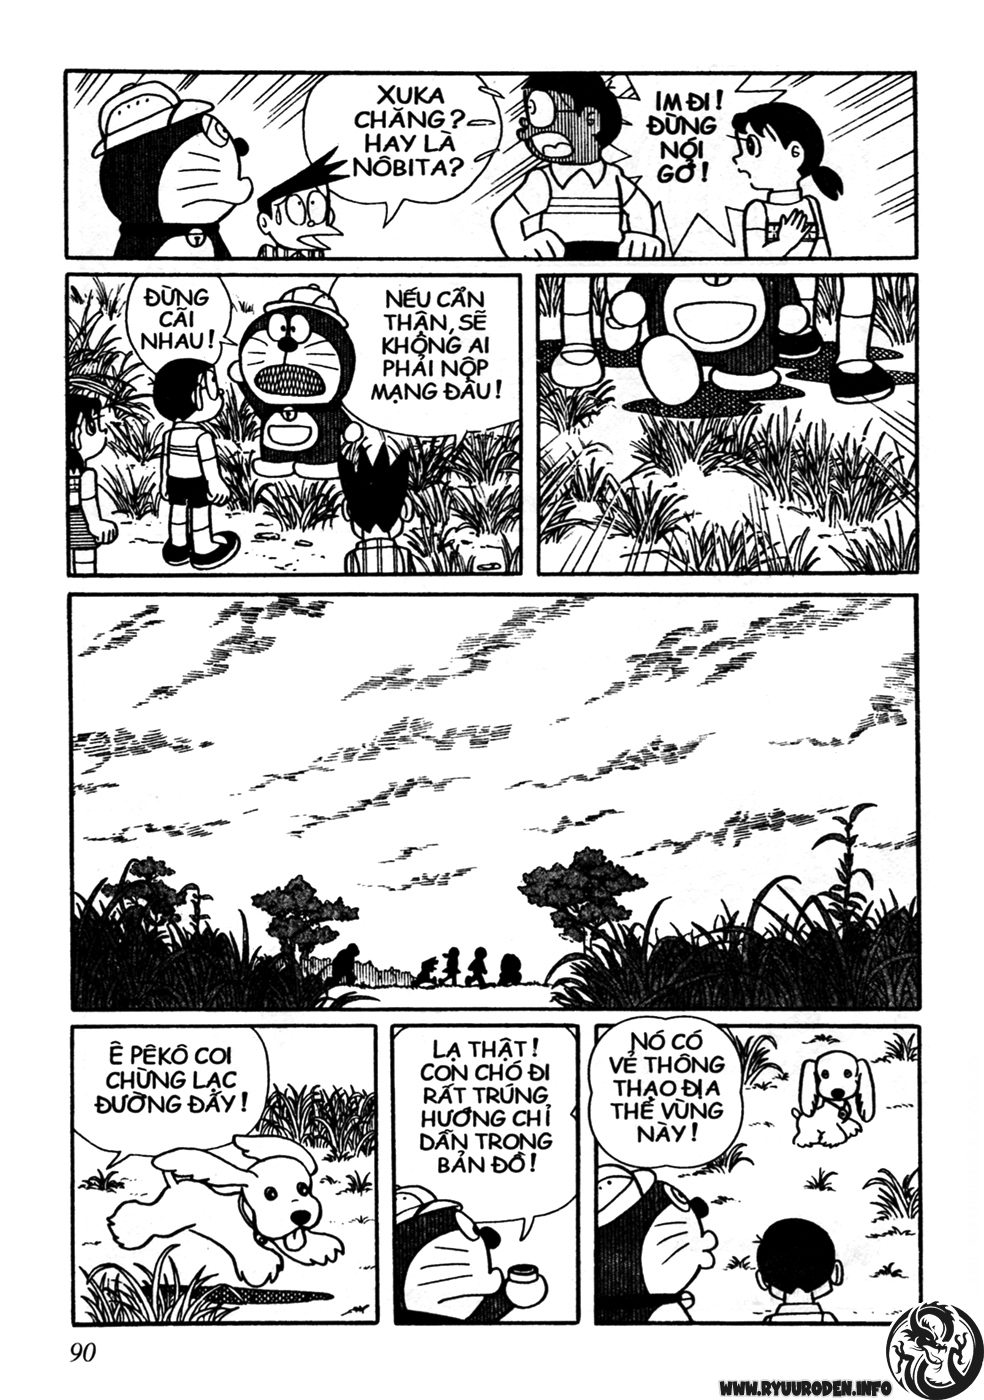 XUKA
CHĂNG?
HAY LÀ
NÔBITA?
IM ĐI!
ĐỪNG
NÓI
GỞ!
ĐỪNG
CÃI
NHAU!
NẾU CẨN
THẬN, SẼ
KHÔNG AI
PHẢI NỘP
MẠNG ĐÂU!
Ê PÊKÔ COI
CHỪNG LẠC
ĐƯỜNG ĐẤY!
LẠ THẬT!
CON CHÓ ĐI
RẤT TRÚNG
HƯƠNG CHỈ
DẪN TRONG
BẢN ĐỒ!
NÓ CÓ
VẺ THÔNG
THẠO ĐỊA
THẾ VÙNG
NÀY!
90
WWW.RYUURODEN.INFO